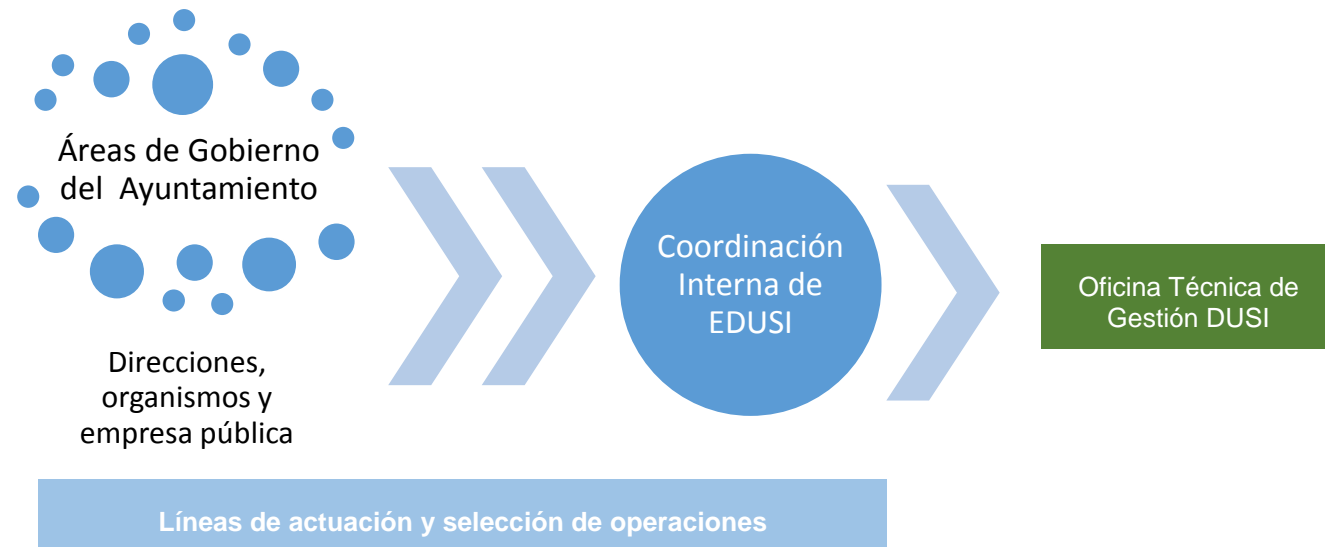 Áreas de Gobierno
del Ayuntamiento
Direcciones,
organismos y
empresa pública
Coordinación
Interna de
EDUSI
Oficina Técnica de
Gestión DUSI
Líneas de actuación y selección de operaciones